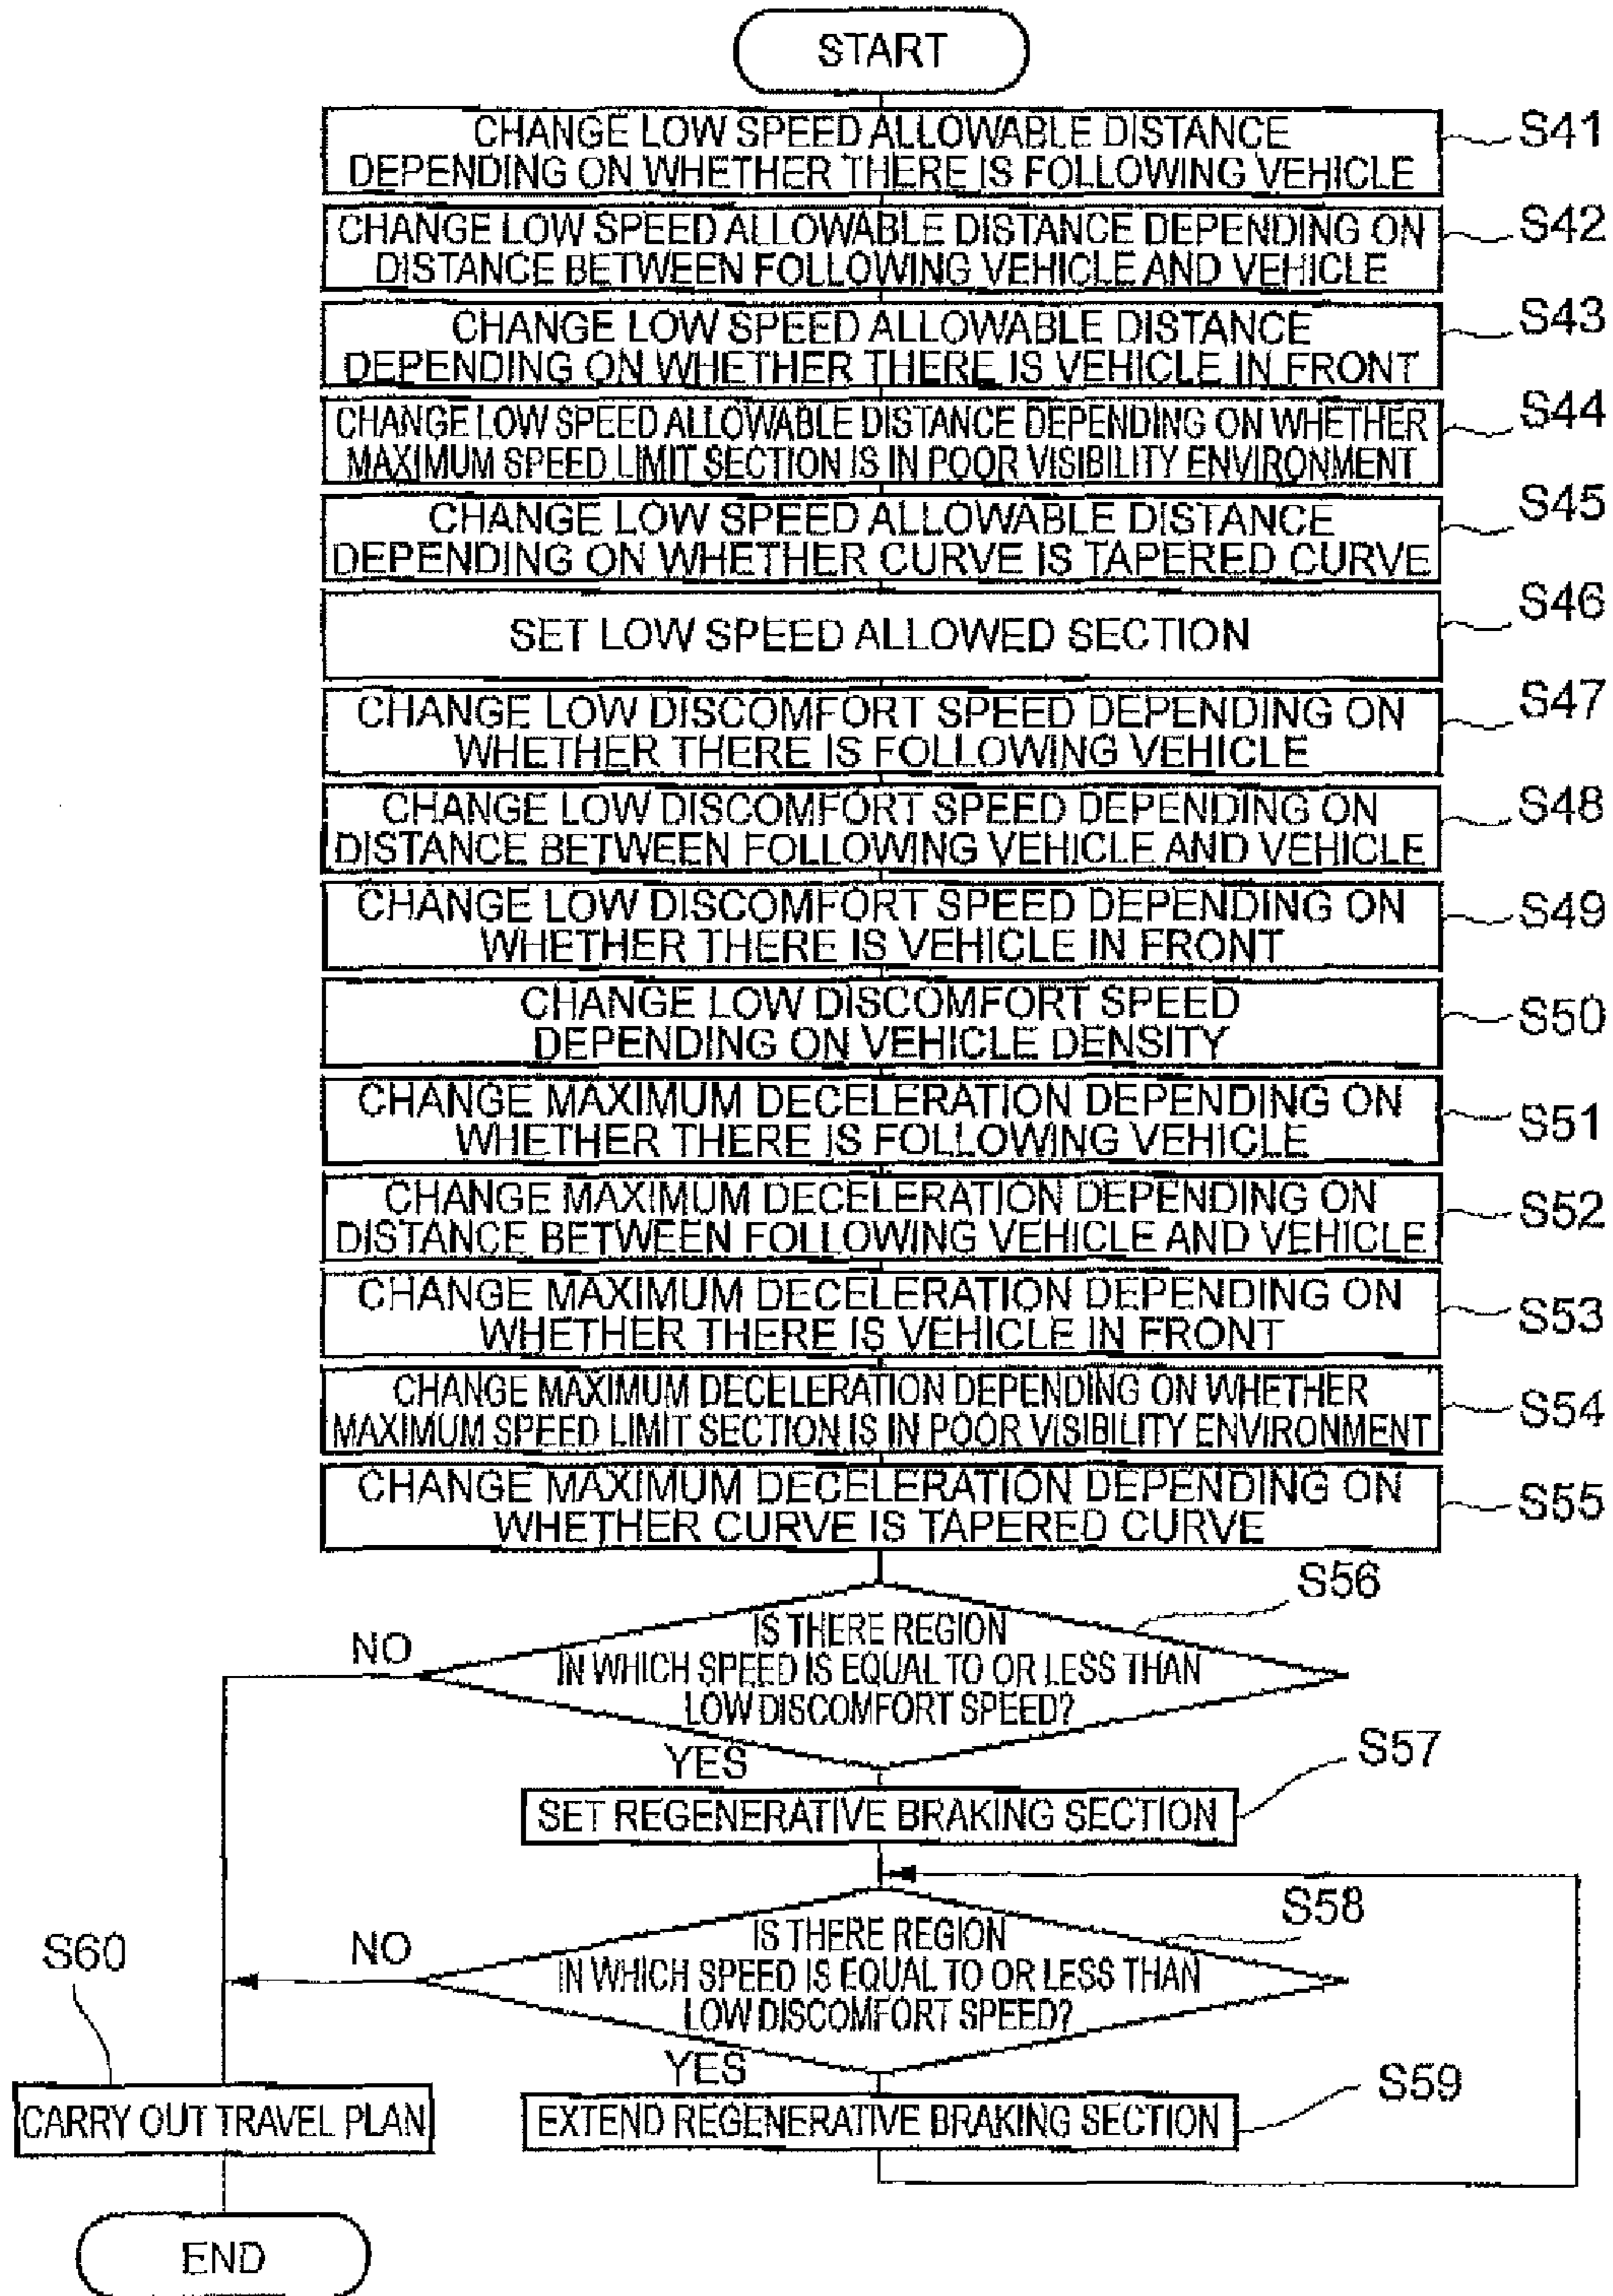 START
CHANGE LOW SPEED ALLOWABLE DISTANCE
DEPENDING ON WHETHER THERE IS FOLLOWING VEHICLE
S41
CHANGE LOW SPEED ALLOWABLE DISTANCE DEPENDING ON
DISTANCE BETWEEN FOLLOWING VEHICLE AND VEHICLE
S42
CHANGE LOW SPEED ALLOWABLE DISTANCE
DEPENDING ON WHETHER THERE IS VEHICLE IN FRONT
S43
CHANGE LOW SPEED ALLOWABLE DISTANCE DEPENDING ON WHETHER
MAXIMUM SPEED LIMIT SECTION IS IN POOR VISIBILITY ENVIRONMENT
S44
CHANGE LOW SPEED ALLOWABLE DISTANCE
DEPENDING ON WHETHER CURVE IS TAPERED CURVE
S45
SET LOW SPEED ALLOWED SECTION
S46
CHANGE LOW DISCOMFORT SPEED DEPENDING ON
WHETHER THERE IS FOLLOWING VEHICLE
S47
CHANGE LOW DISCOMFORT SPEED DEPENDING ON
DISTANCE BETWEEN FOLLOWING VEHICLE AND VEHICLE
S48
CHANGE LOW DISCOMFORT SPEED DEPENDING ON
WHETHER THERE IS VEHICLE IN FRONT
S49
CHANGE LOW DISCOMFORT SPEED
DEPENDING ON VEHICLE DENSITY
S50
CHANGE MAXIMUM DECELERATION DEPENDING ON
WHETHER THERE IS FOLLOWING VEHICLE
S51
CHANGE MAXIMUM DECELERATION DEPENDING ON
DISTANCE BETWEEN FOLLOWING VEHICLE AND VEHICLE
S52
CHANGE MAXIMUM DECELERATION DEPENDING ON
WHETHER THERE IS VEHICLE IN FRONT
S53
CHANGE MAXIMUM DECELERATION DEPENDING ON WHETHER
MAXIMUM SPEED LIMIT SECTION IS IN POOR VISIBILITY ENVIRONMENT
S54
CHANGE MAXIMUM DECELERATION DEPENDING ON
WHETHER CURVE IS TAPERED CURVE
S55
S56
IS THERE REGION
IN WHICH SPEED IS EQUAL TO OR LESS THAN
LOW DISCOMFORT SPEED?
NO
YES
S57
SET REGENERATIVE BRAKING SECTION
S58
IS THERE REGION
IN WHICH SPEED IS EQUAL TO OR LESS THAN
LOW DISCOMFORT SPEED?
NO
YES
S59
EXTEND REGENERATIVE BRAKING SECTION
S60
CARRY OUT TRAVEL PLAN
END